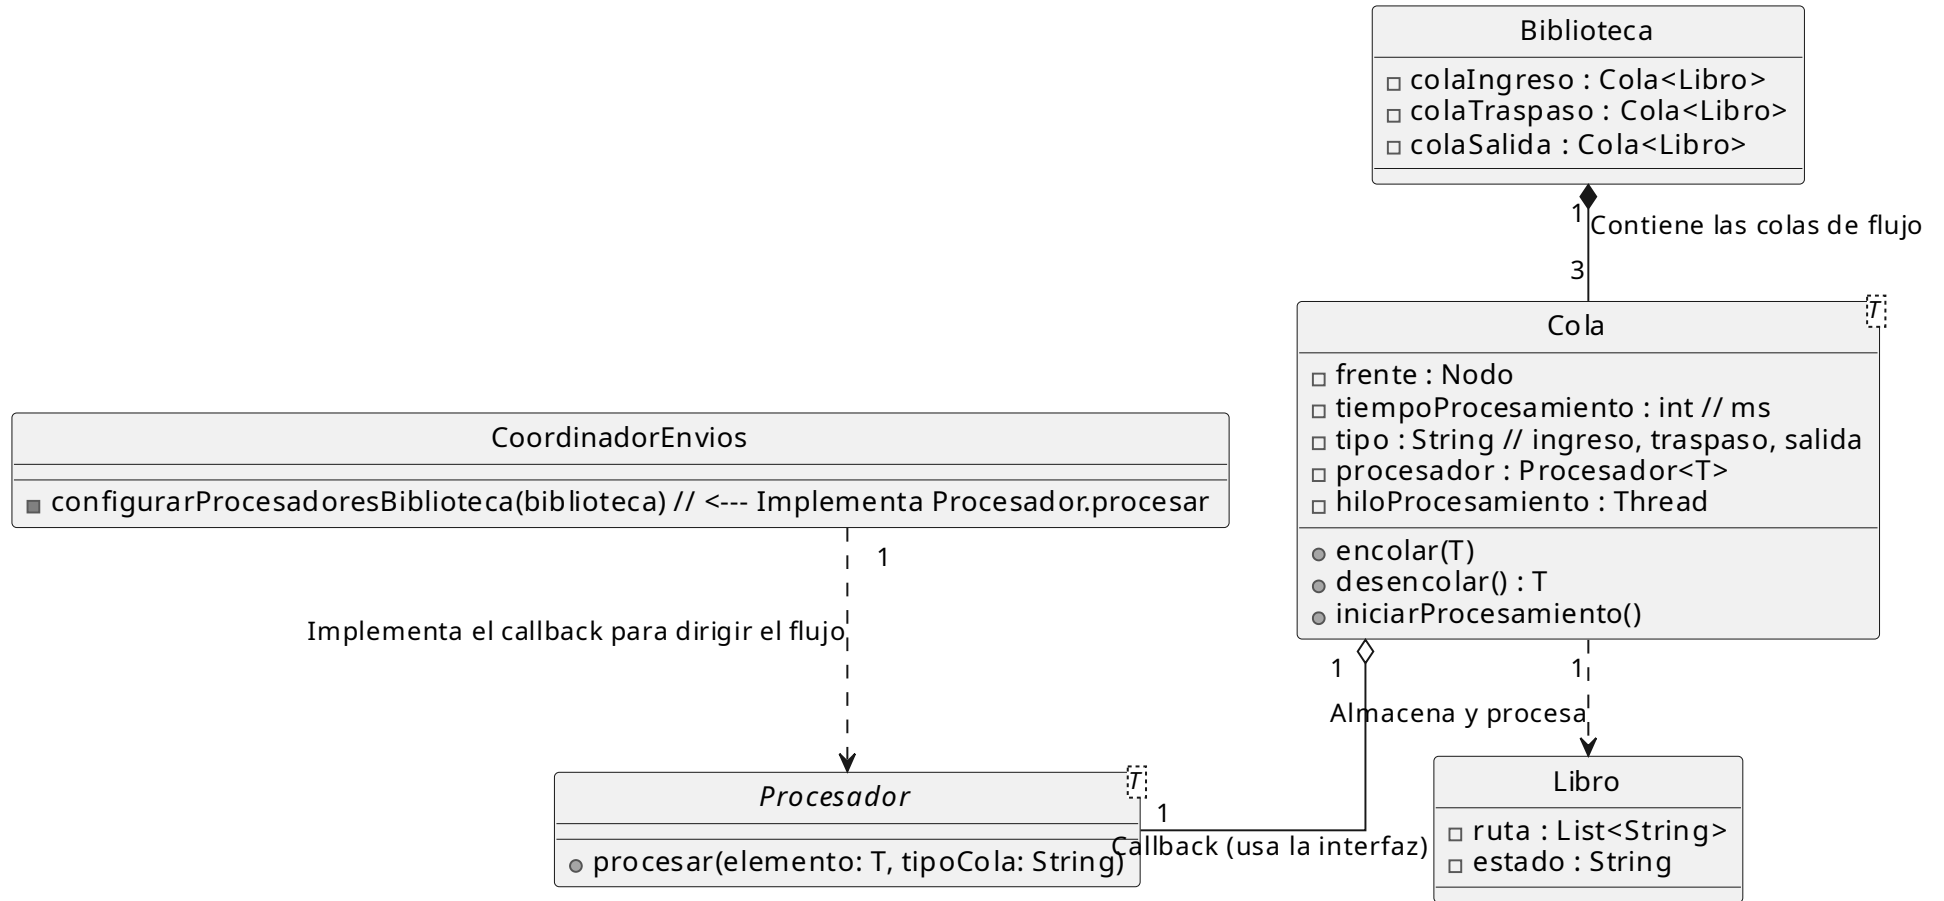 Biblioteca
colaIngreso : Cola<Libro>
colaTraspaso : Cola<Libro>
colaSalida : Cola<Libro>
1
Contiene las colas de flujo
3
T
Cola
frente : Nodo
tiempoProcesamiento : int // ms
tipo : String // ingreso, traspaso, salida
procesador : Procesador<T>
hiloProcesamiento : Thread
encolar(T)
desencolar() : T
iniciarProcesamiento()
CoordinadorEnvios
configurarProcesadoresBiblioteca(biblioteca) // <--- Implementa Procesador.procesar
1
Implementa el callback para dirigir el flujo
1
1
Almacena y procesa
T
Procesador
procesar(elemento: T, tipoCola: String)
1
Callback (usa la interfaz)
Libro
ruta : List<String>
estado : String